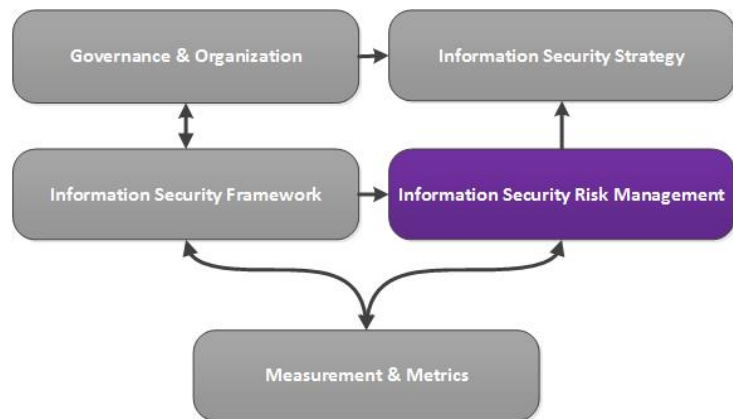 Governance & Organization
Information Security Strategy
Information Security Framework
Information Security Risk Management
Measurement & Metrics